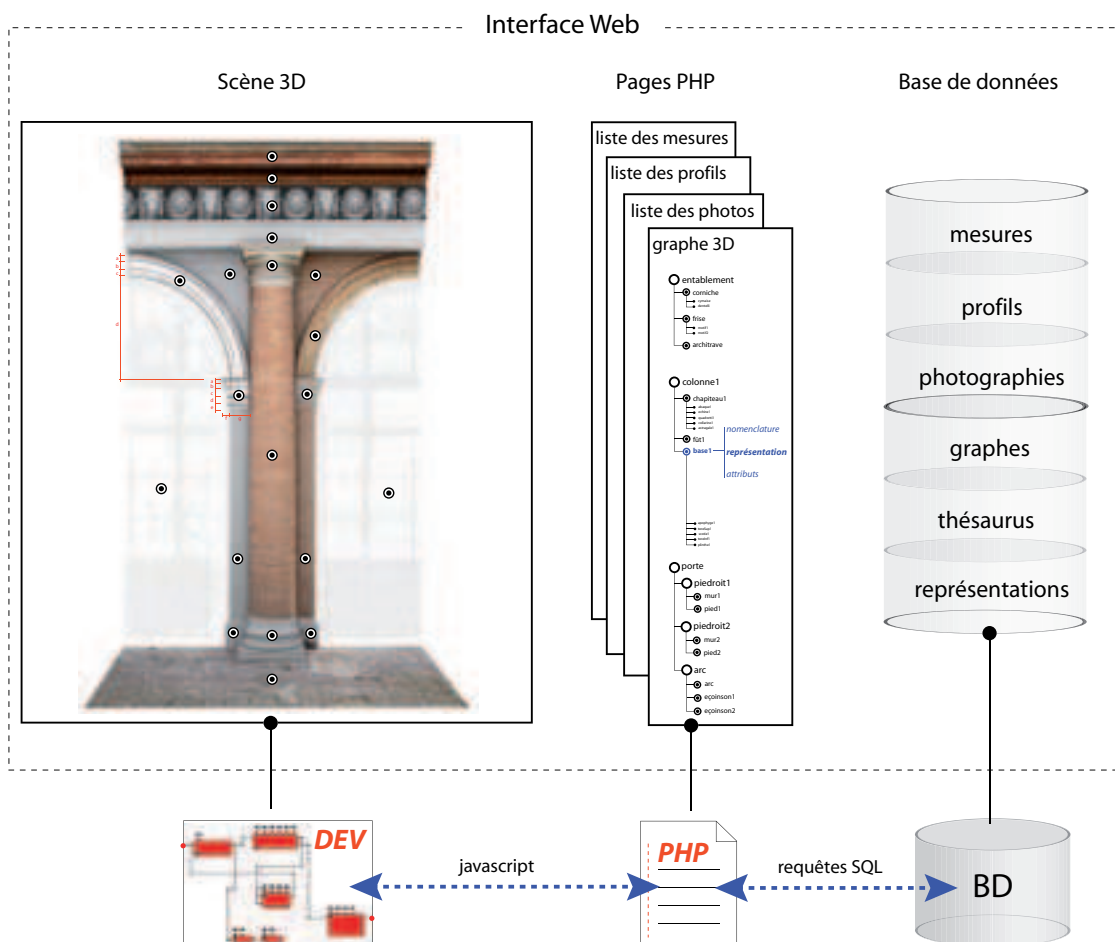 Interface Web
Scène 3D
Pages PHP
Base de données
liste des mesures
liste des profils
liste des photos
graphe 3D
entablement
corniche
frise
architrave
colonne1
chapiteau1
fût1
base1
nomenclature
représentation
attributs
porte
piedroit1
mur1
pied1
piedroit2
mur2
pied2
arc
arc
eçoinson1
eçoinson2
mesures
profils
photographies
graphes
thésaurus
représentations
DEV
javascript
PHP
requêtes SQL
BD